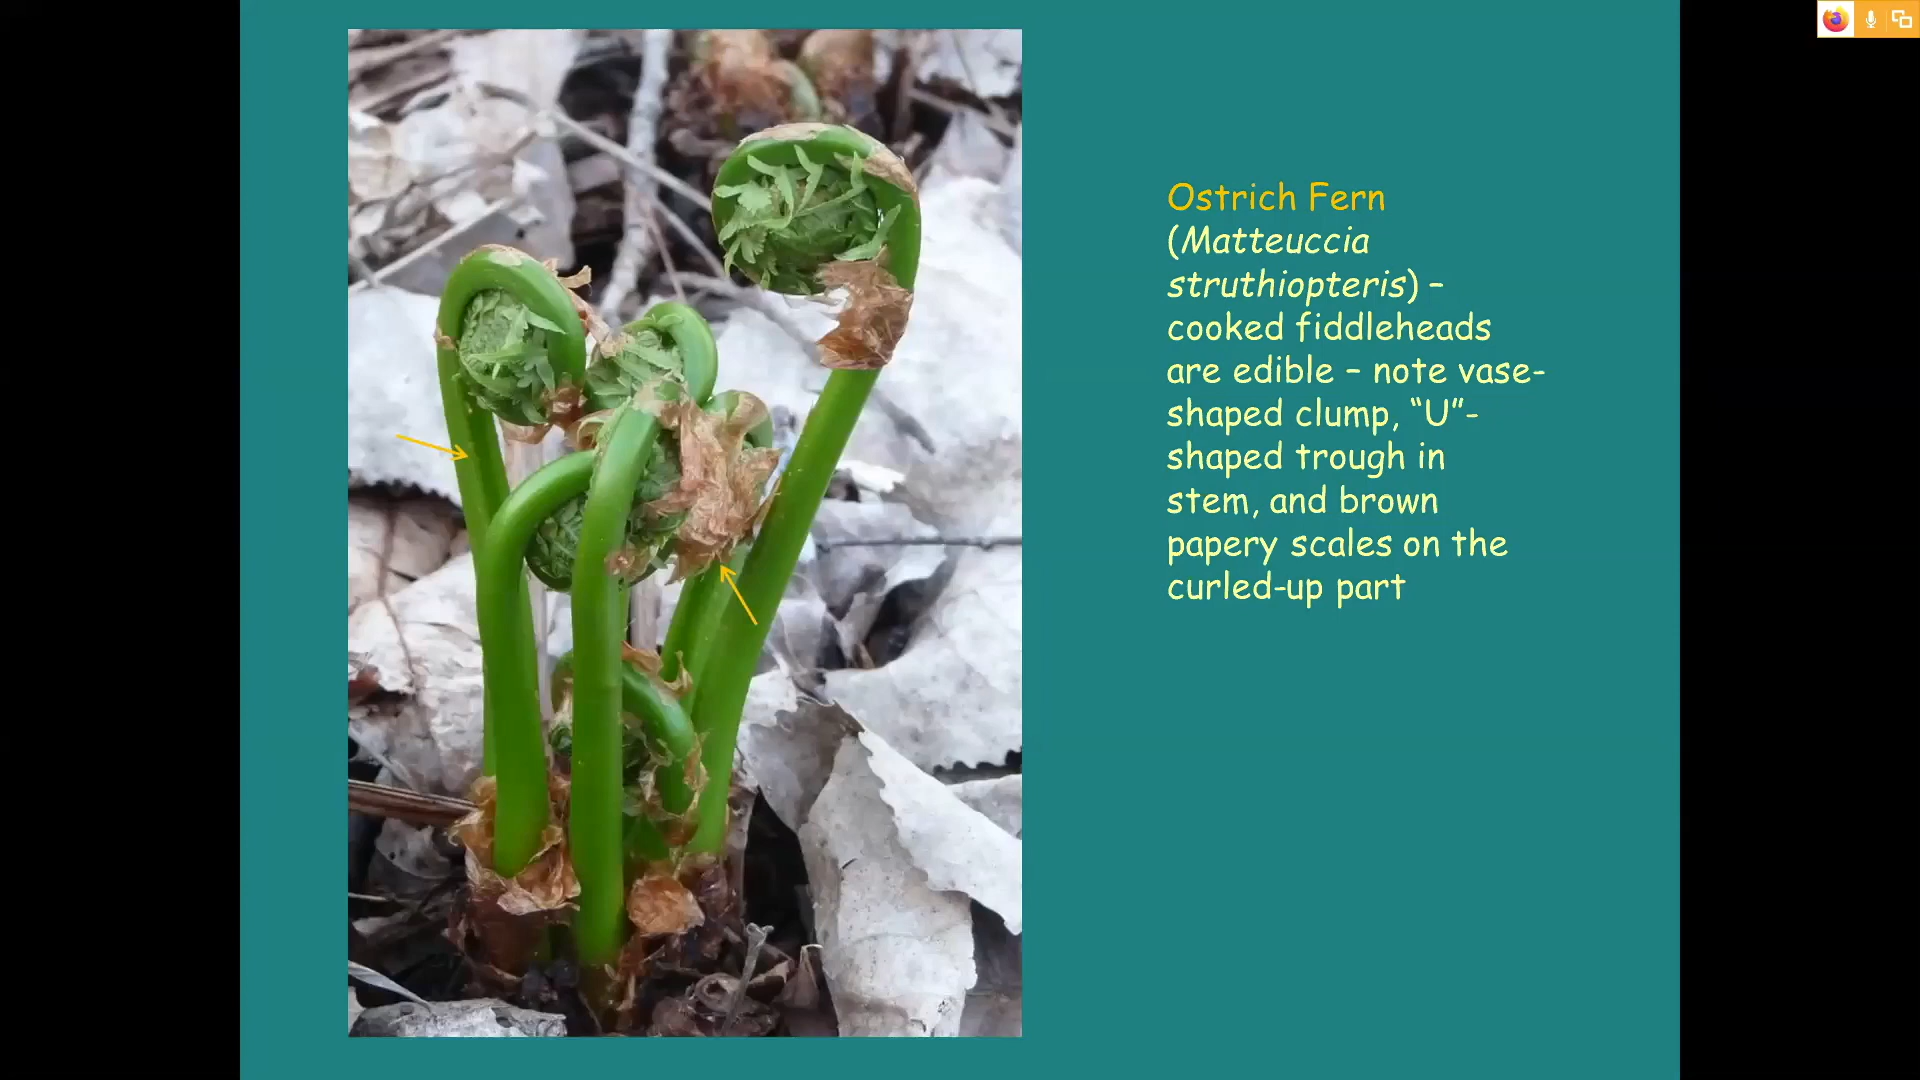 Ostrich Fern
(Matteuccia
struthiopteris) –
cooked fiddleheads
are edible – note vase-
shaped clump, “U”-
shaped trough in
stem, and brown
papery scales on the
curled-up part